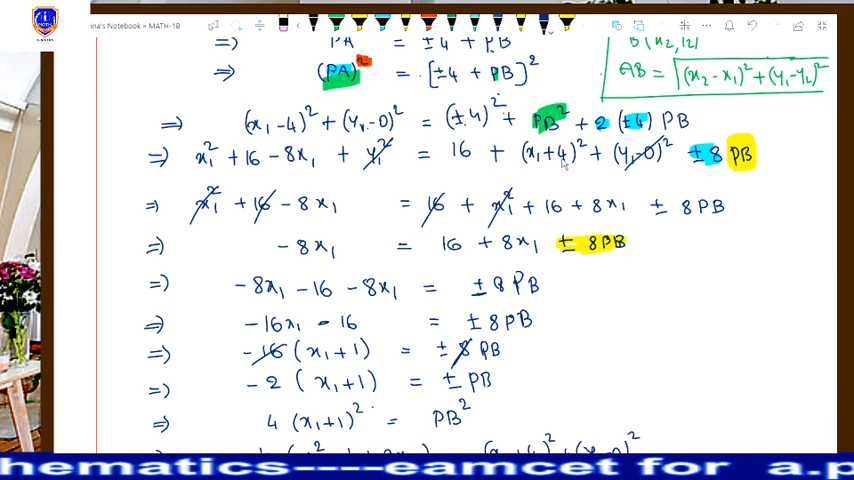 ina's Notebook » MATH-1B
=> PA = ±4 + PB
=> (PA)² = [±4 + PB]²
B(x₂, y₂)
AB = √(x₂-x₁)²+(y₁-y₂)²
=> (x₁-4)² + (y₁-0)² = (±4)² + PB² + 2(±4) PB
=> x₁² + 16 - 8x₁ + y₁² = 16 + (x₁+4)² + (y₁-0)² ± 8 PB
=> x₁² + 16 - 8x₁ = 16 + x₁² + 16 + 8x₁ ± 8PB
=> -8x₁ = 16 + 8x₁ ± 8PB
=> -8x₁ - 16 - 8x₁ = ± 8PB
=> -16x₁ - 16 = ± 8PB
=> -16(x₁+1) = ± 8 PB
=> -2(x₁+1) = ± PB
=> 4(x₁+1)² = PB²
hematics-----eamcet for a.p